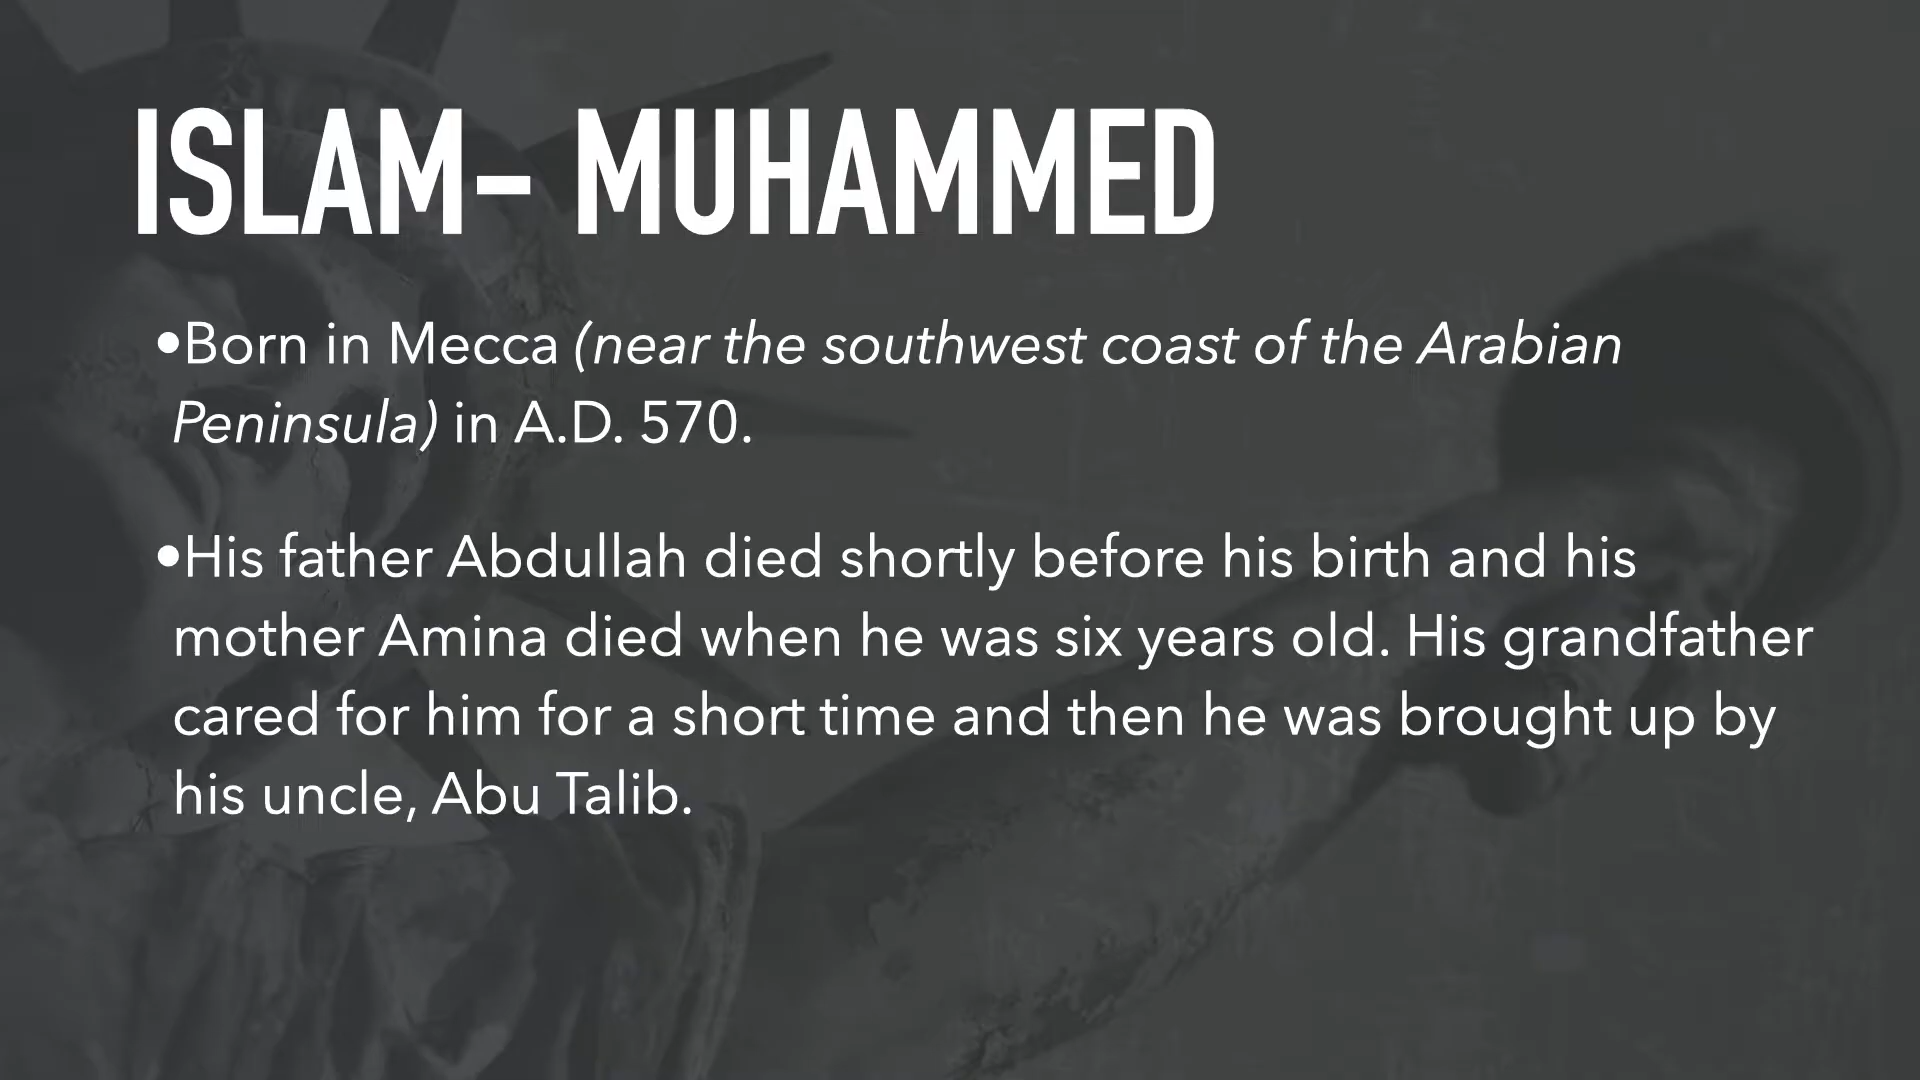 ISLAM- MUHAMMED
•Born in Mecca (near the southwest coast of the Arabian
Peninsula) in A.D. 570.
•His father Abdullah died shortly before his birth and his
mother Amina died when he was six years old. His grandfather
cared for him for a short time and then he was brought up by
his uncle, Abu Talib.